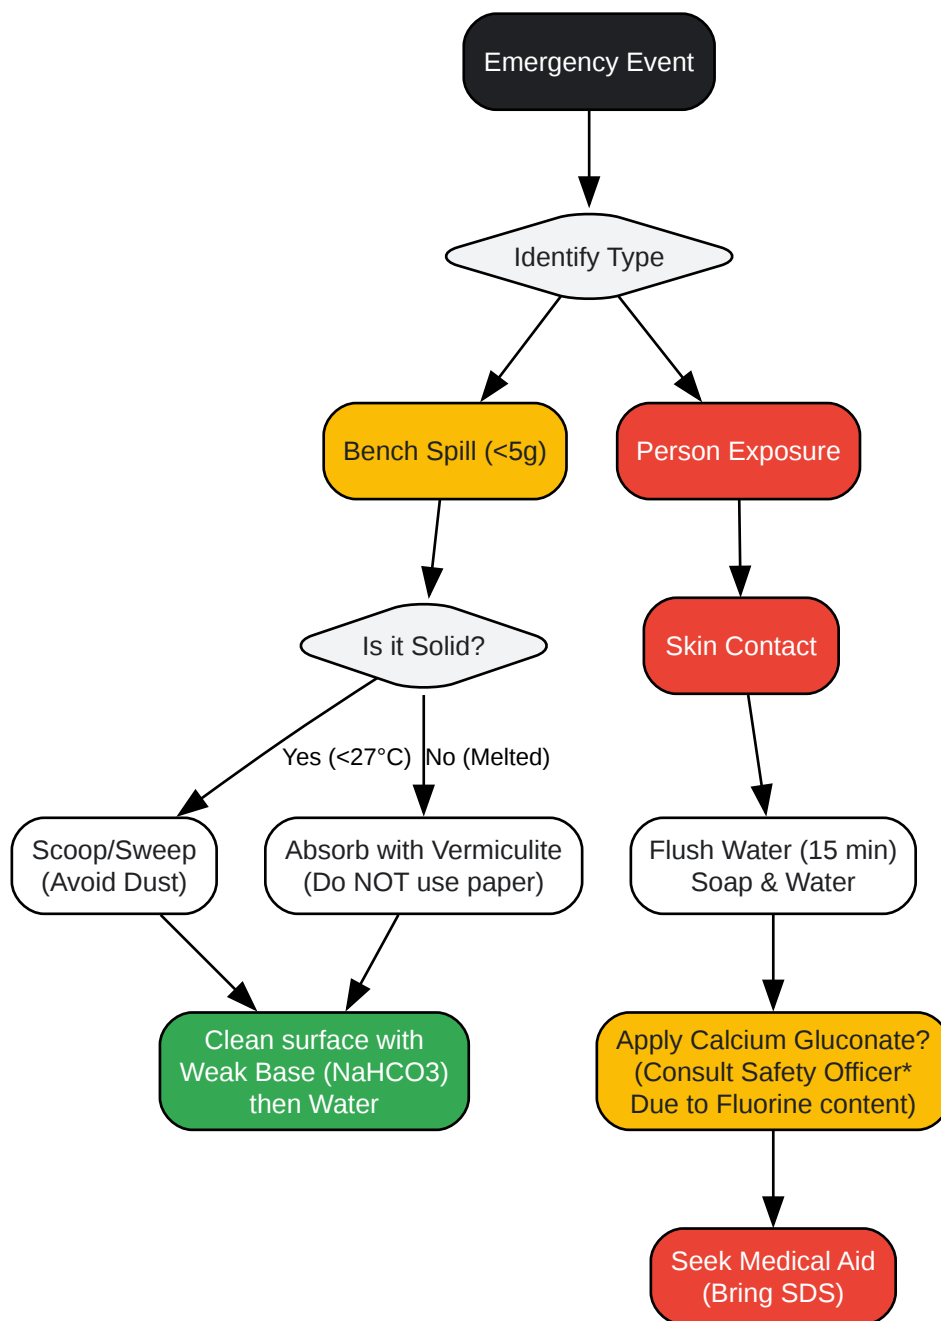 Emergency Event
Identify Type
Bench Spill (<5g)
Person Exposure
Is it Solid?
Skin Contact
Yes (<27°C)
No (Melted)
Scoop/Sweep
(Avoid Dust)
Absorb with Vermiculite
(Do NOT use paper)
Flush Water (15 min)
Soap & Water
Clean surface with
Weak Base (NaHCO3)
then Water
Apply Calcium Gluconate?
(Consult Safety Officer*
Due to Fluorine content)
Seek Medical Aid
(Bring SDS)